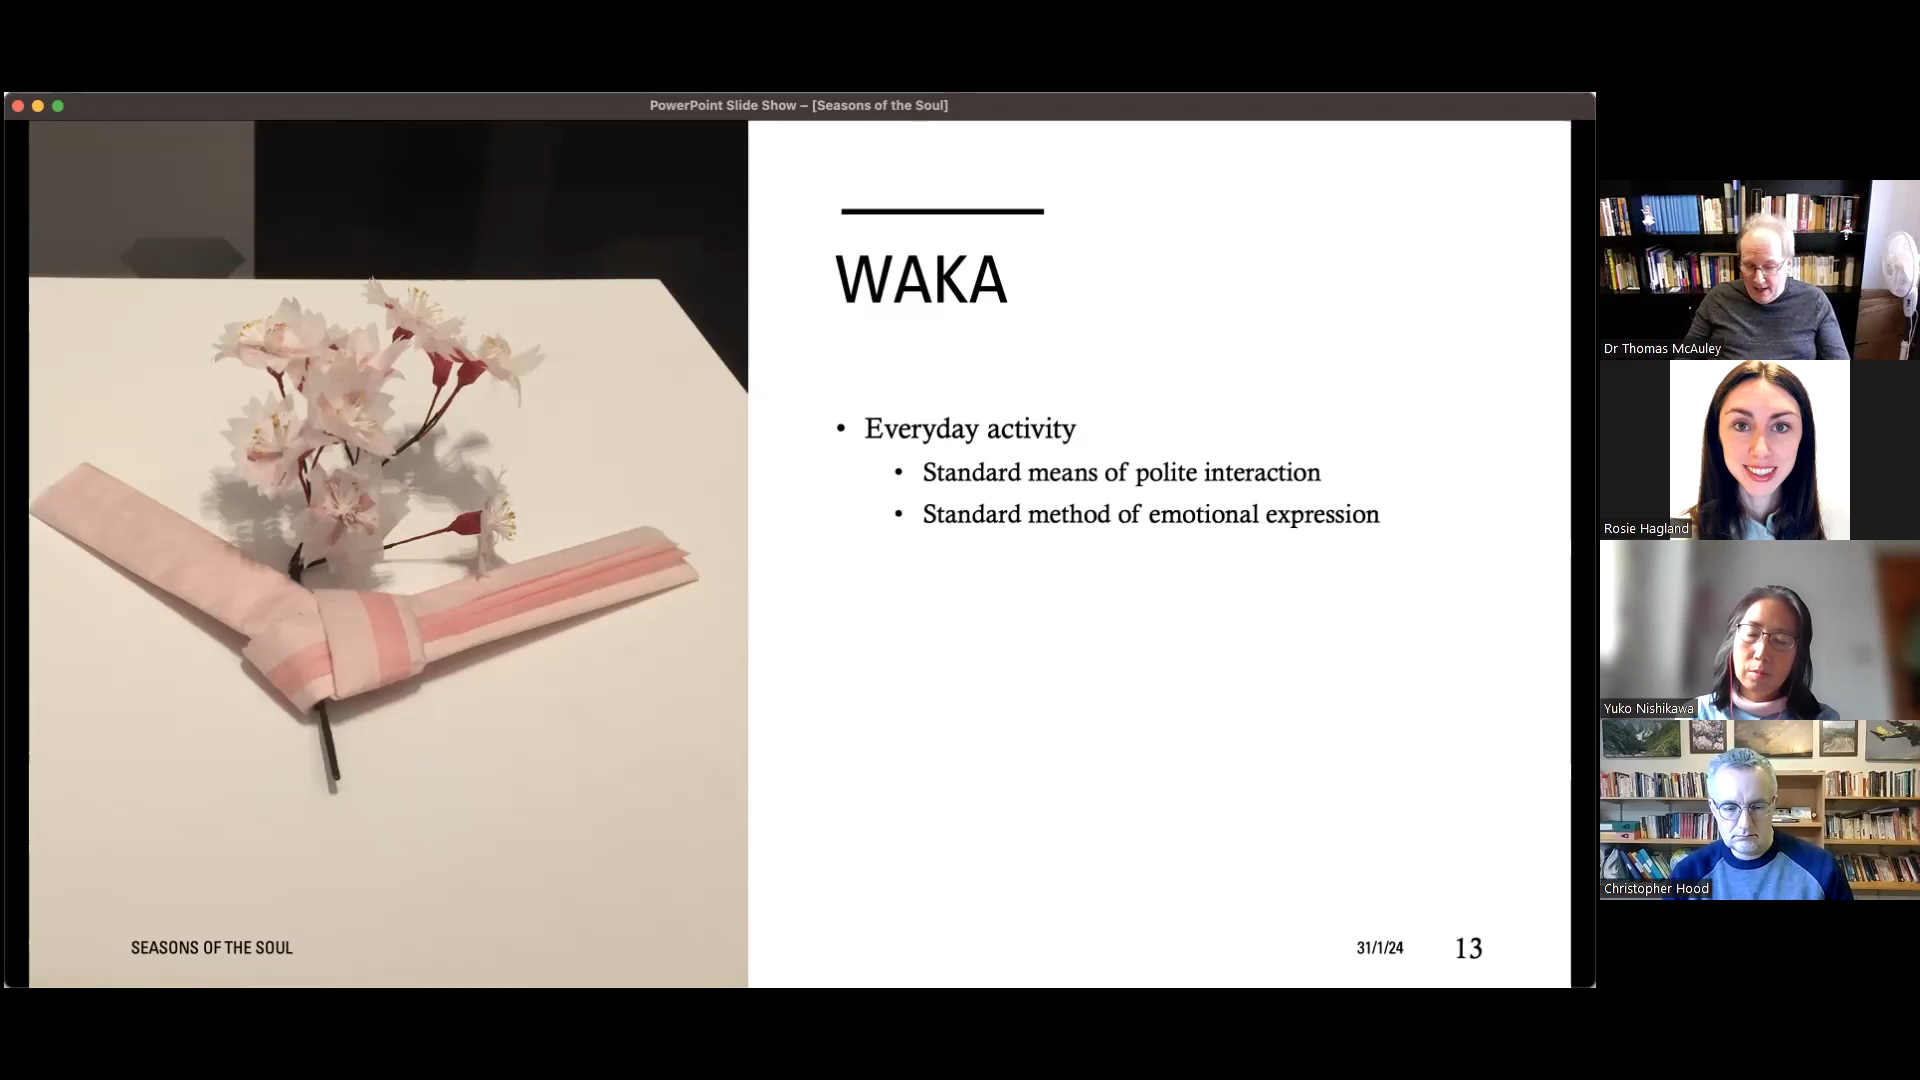 PowerPoint Slide Show – [Seasons of the Soul]
WAKA
• Everyday activity
• Standard means of polite interaction
• Standard method of emotional expression
SEASONS OF THE SOUL
31/1/24
13
Dr Thomas McAuley
Rosie Hagland
Yuko Nishikawa
Christopher Hood